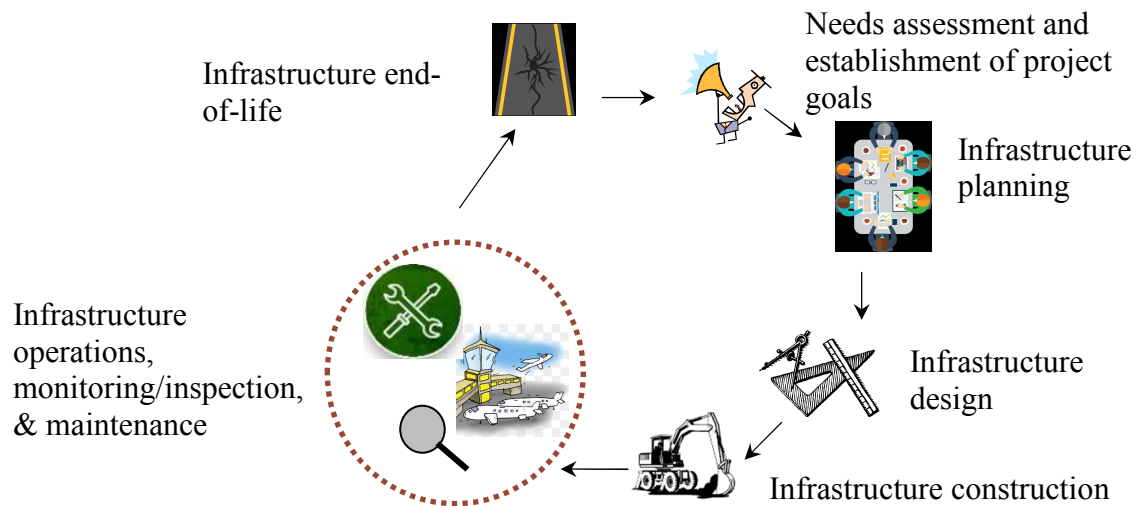 Needs assessment and
establishment of project
goals
Infrastructure end-
of-life
Infrastructure
planning
Infrastructure
operations,
monitoring/inspection,
& maintenance
Infrastructure
design
Infrastructure construction